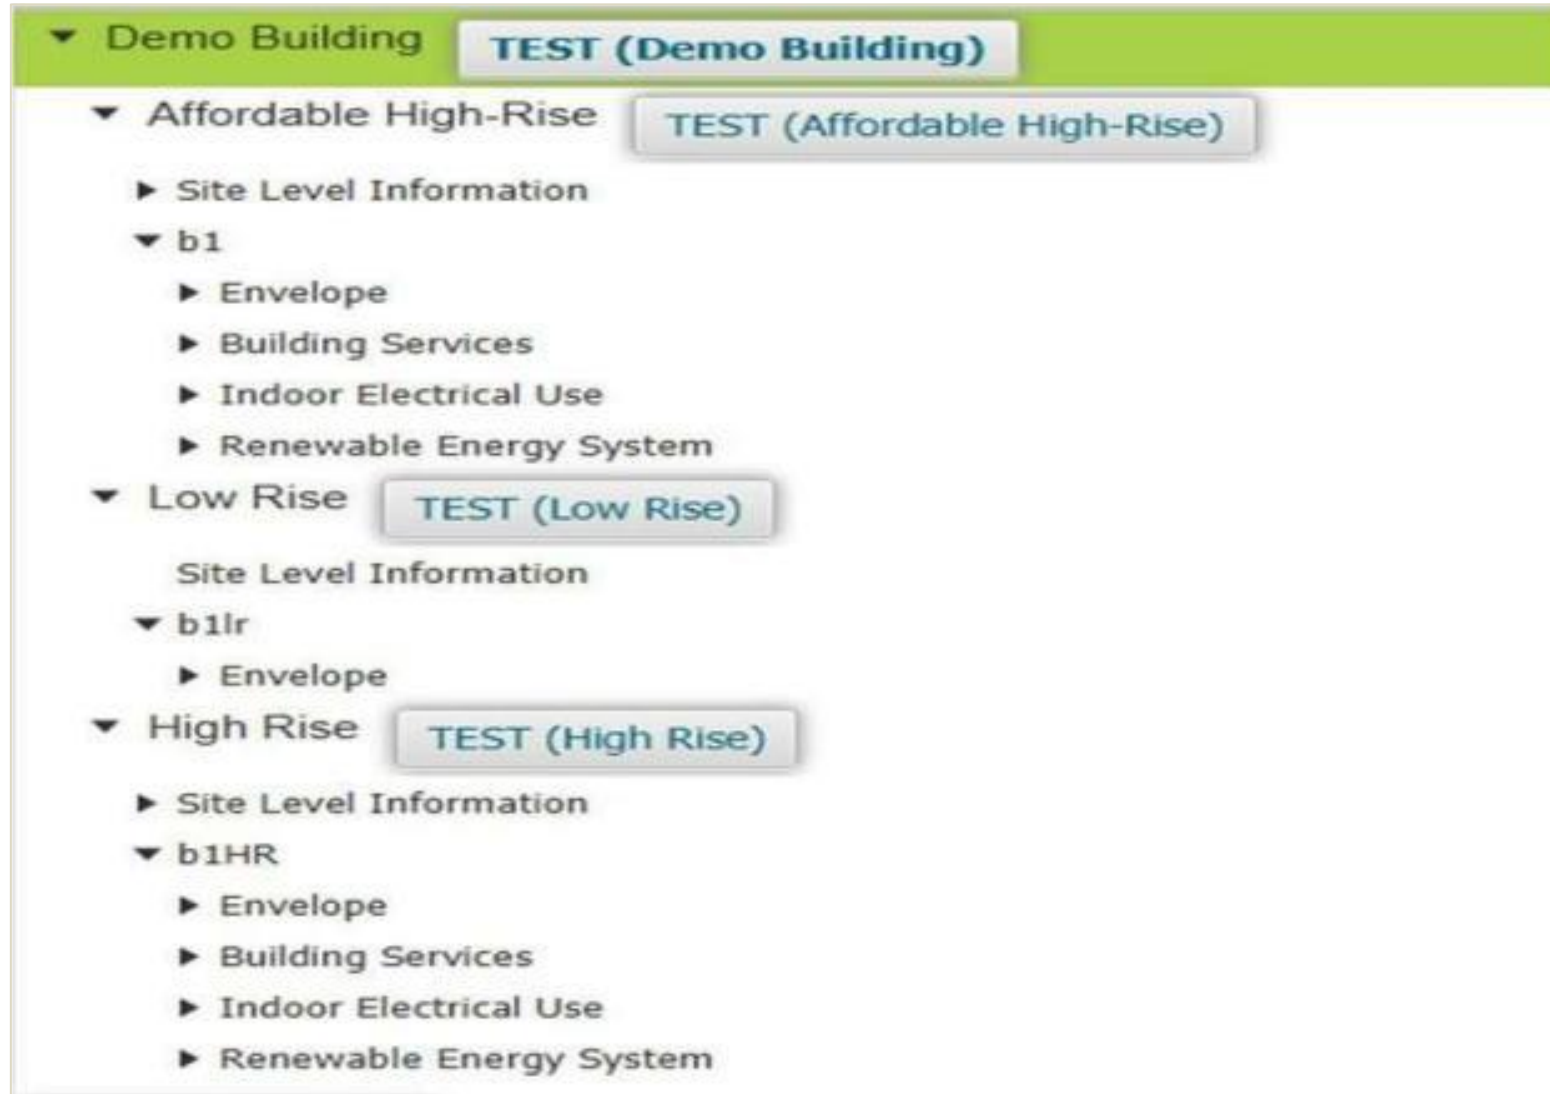 Demo Building TEST (Demo Building)
Affordable High-Rise TEST (Affordable High-Rise)
Site Level Information
b1
Envelope
Building Services
Indoor Electrical Use
Renewable Energy System
Low Rise TEST (Low Rise)
Site Level Information
b1lr
Envelope
High Rise TEST (High Rise)
Site Level Information
b1HR
Envelope
Building Services
Indoor Electrical Use
Renewable Energy System